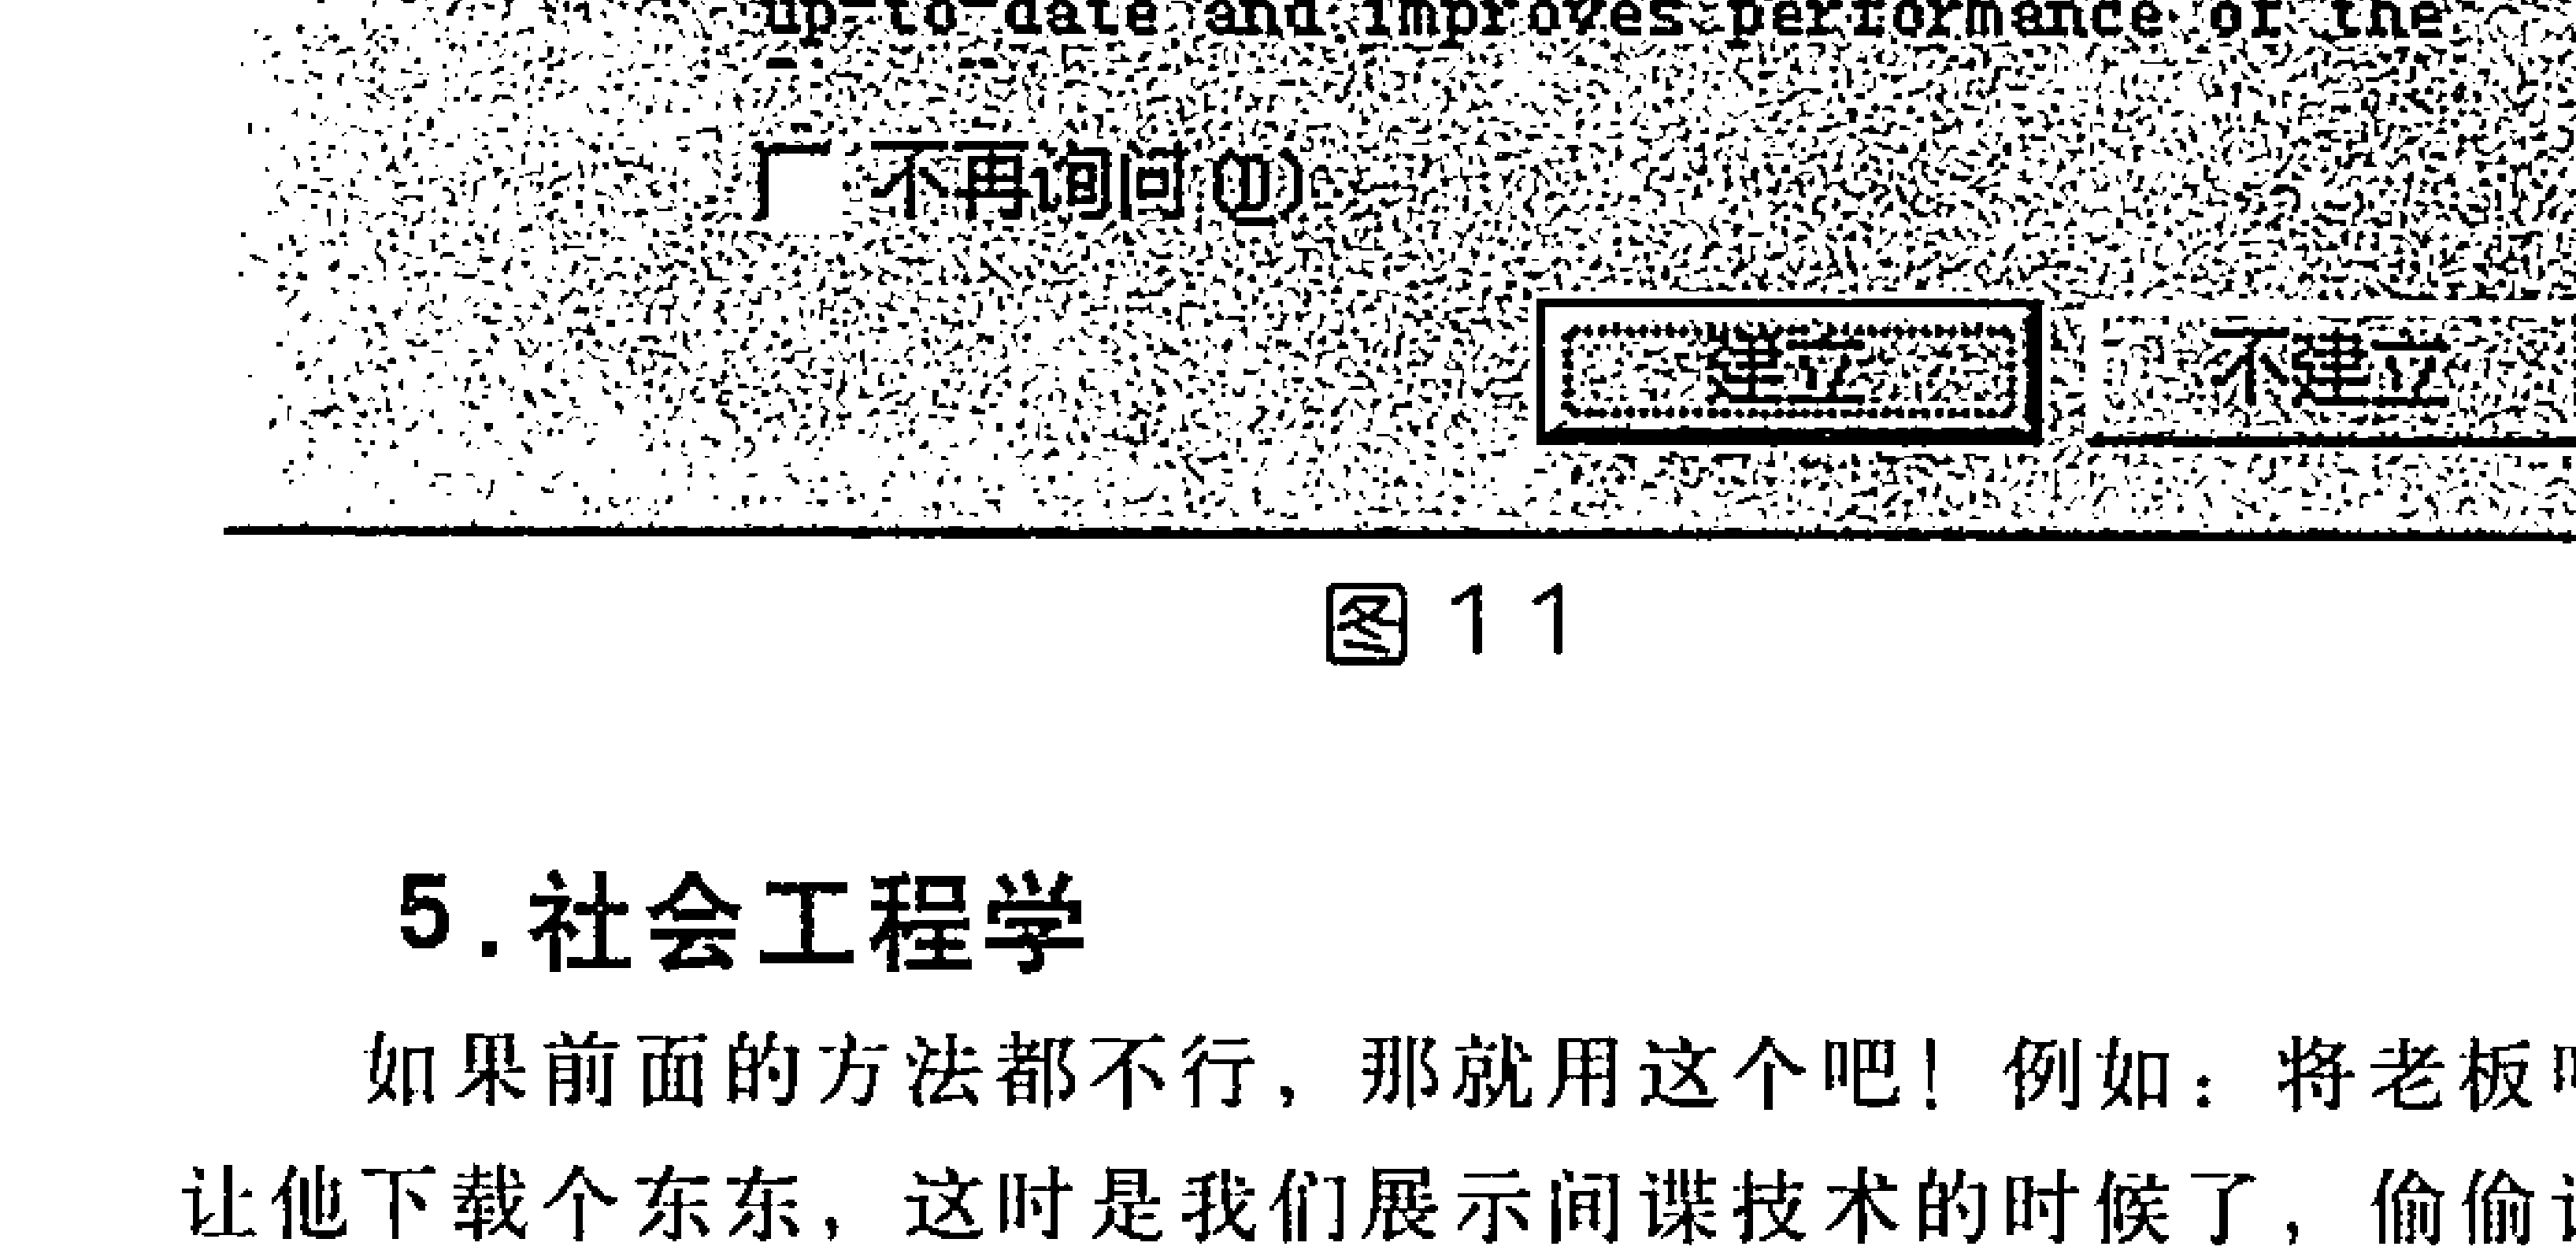 up-to-date and improves performance of the
不再询问(D)
建立 不建立
图 11
5.社会工程学
如果前面的方法都不行，那就用这个吧！例如：将老板
让他下载个东东，这时是我们展示间谍技术的时候了，偷偷